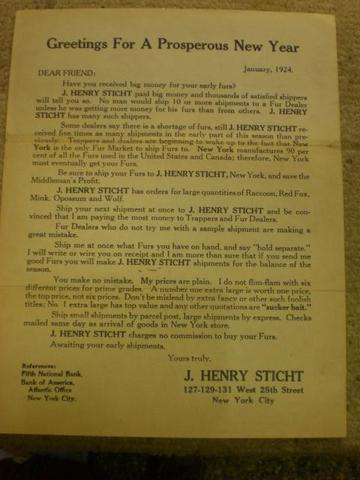 Greetings For A Prosperous New Year
January, 1924.
DEAR FRIEND:
Have you received big money for your early furs?
J. HENRY STICHT paid big money and thousands of satisfied shippers
will tell you so. No man would ship 10 or more shipments to a Fur Dealer
unless he was getting more money for his furs than from others. J. HENRY
STICHT has many such shippers.
Some dealers say there is a shortage of furs, still J. HENRY STICHT re-
ceived five times as many shipments in the early part of this season than pre-
viously. Trappers and dealers are beginning to wake up to the fact that New
York is the only Fur Market to ship Furs to. New York manufactures 90 per
cent of all the Furs used in the United States and Canada; therefore, New York
must eventually get your Furs.
Be sure to ship your Furs to J. HENRY STICHT, New York, and save the
Middleman's Profit.
J. HENRY STICHT has orders for large quantities of Raccoon, Red Fox,
Mink, Opossum and Wolf.
Ship your next shipment at once to J. HENRY STICHT and be con-
vinced that I am paying the most money to Trappers and Fur Dealers.
Fur Dealers who do not try me with a sample shipment are making a
great mistake.
Ship me at once what Furs you have on hand, and say "hold separate."
I will write or wire you on receipt and I am more than sure that if you send me
good Furs you will make J. HENRY STICHT shipments for the balance of the
season.
You make no mistake. My prices are plain. I do not flim-flam with six
different prices for prime grades. A number one extra large is worth one price,
the top price, not six prices. Don't be mislead by extra fancy or other such foolish
titles; No. 1 extra large has top value and any other quotations are "sucker bait."
Ship small shipments by parcel post, large shipments by express. Checks
mailed same day as arrival of goods in New York store.
J. HENRY STICHT charges no commission to buy your Furs.
Awaiting your early shipments,
Yours truly,
J. HENRY STICHT
127-129-131 West 25th Street
New York City
References:
Fifth National Bank,
Bank of America,
Atlantic Office
New York City.